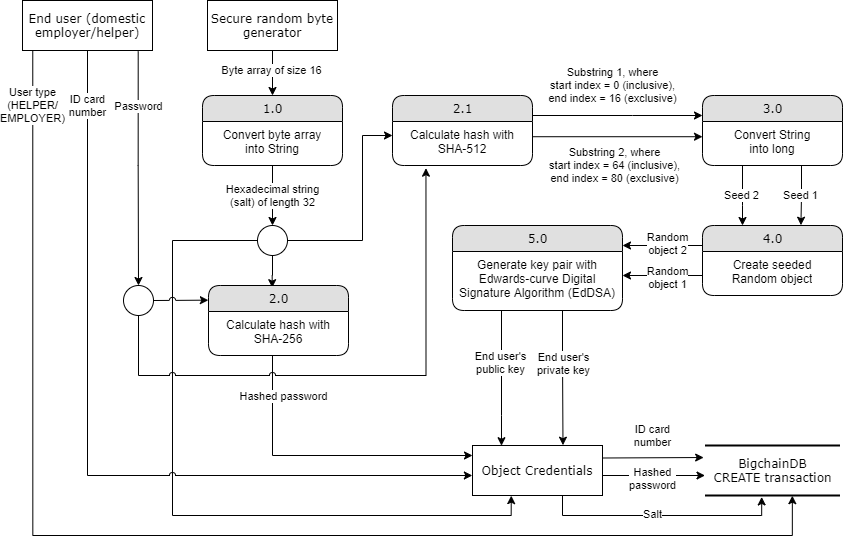 End user (domestic
employer/helper)
Secure random byte
generator
User type
(HELPER/
EMPLOYER)
ID card
number
Password
Byte array of size 16
1.0
Convert byte array
into String
2.1
Calculate hash with
SHA-512
Substring 1, where
start index = 0 (inclusive),
end index = 16 (exclusive)
Substring 2, where
start index = 64 (inclusive),
end index = 80 (exclusive)
3.0
Convert String
into long
Hexadecimal string
(salt) of length 32
Seed 2
Seed 1
5.0
Generate key pair with
Edwards-curve Digital
Signature Algorithm (EdDSA)
Random
object 2
Random
object 1
4.0
Create seeded
Random object
2.0
Calculate hash with
SHA-256
End user's
public key
End user's
private key
Hashed password
Object Credentials
ID card
number
Hashed
password
Salt
BigchainDB
CREATE transaction